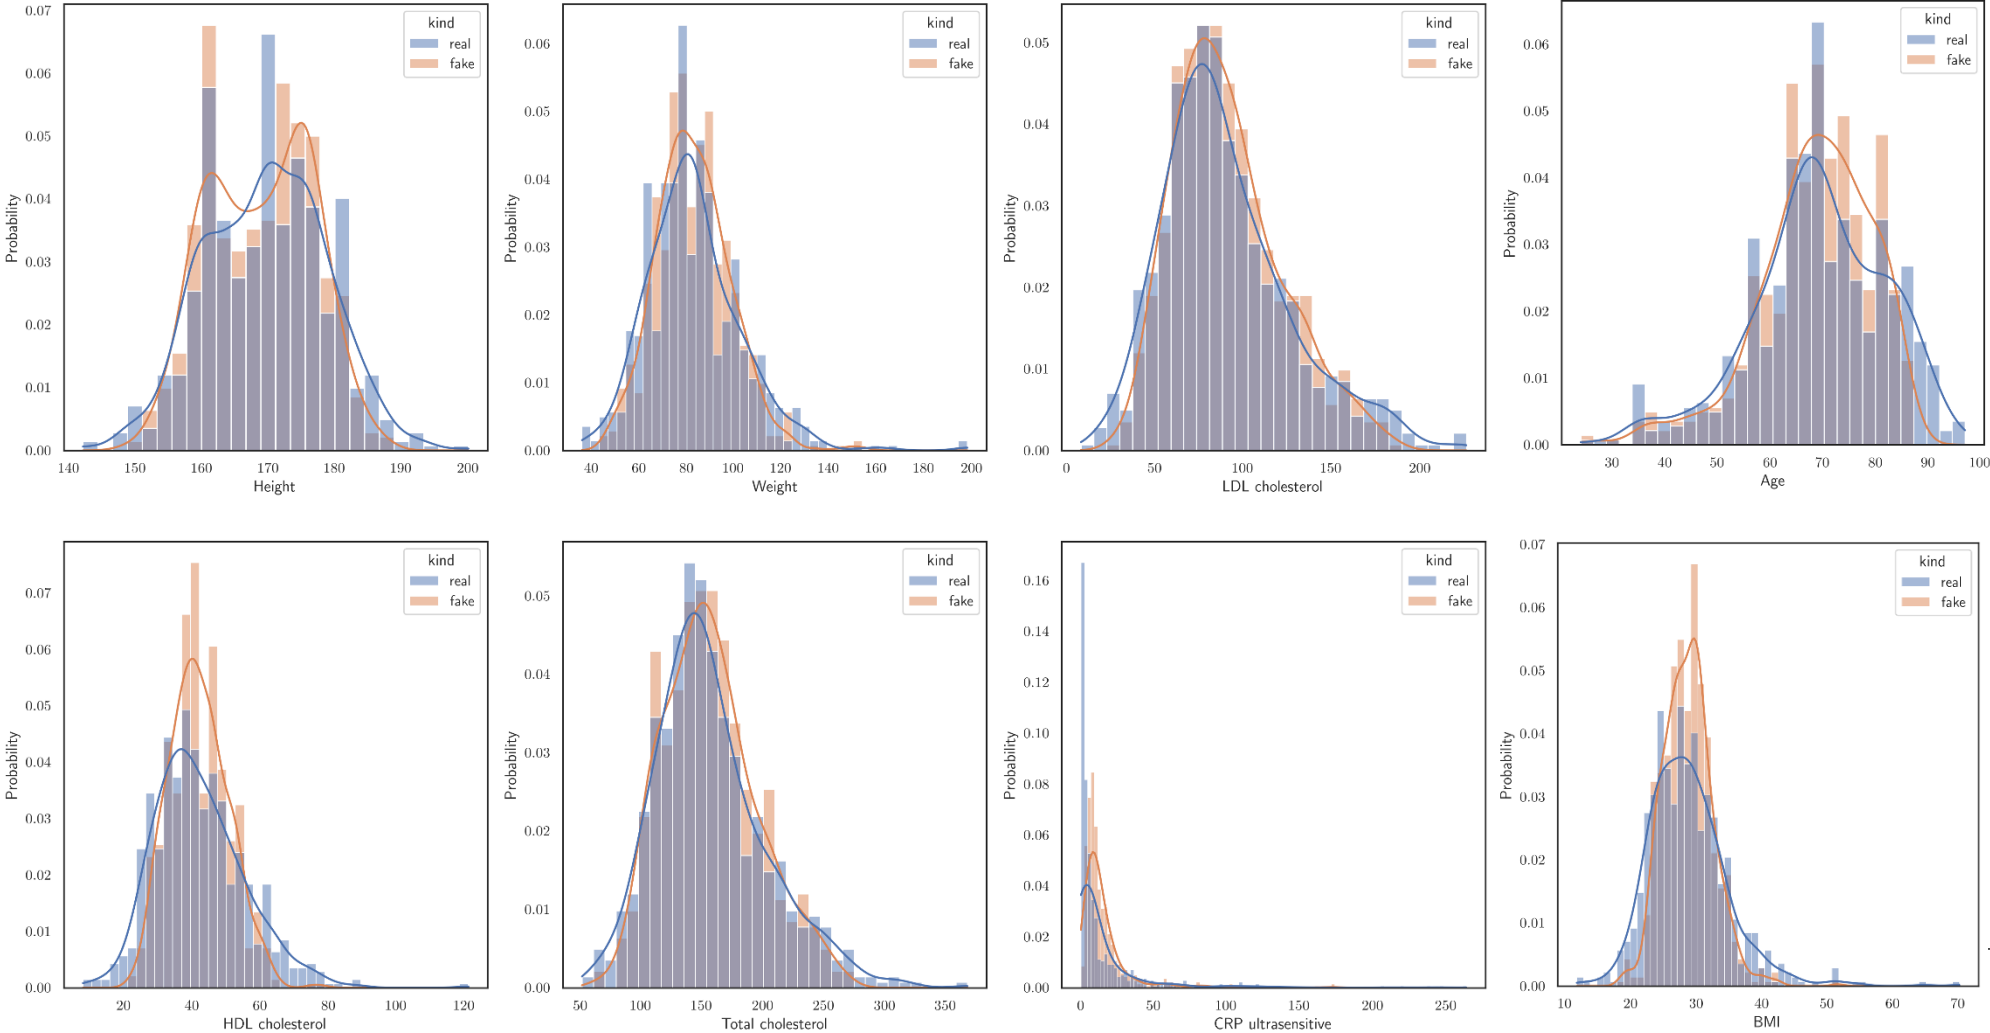 kind
real
fake
Probability
0.07
0.06
0.05
0.04
0.03
0.02
0.01
0.00
140 150 160 170 180 190 200
Height
kind
real
fake
Probability
0.06
0.05
0.04
0.03
0.02
0.01
0.00
40 60 80 100 120 140 160 180 200
Weight
kind
real
fake
Probability
0.05
0.04
0.03
0.02
0.01
0.00
0 50 100 150 200
LDL cholesterol
kind
real
fake
Probability
0.06
0.05
0.04
0.03
0.02
0.01
0.00
30 40 50 60 70 80 90 100
Age
kind
real
fake
Probability
0.07
0.06
0.05
0.04
0.03
0.02
0.01
0.00
20 40 60 80 100 120
HDL cholesterol
kind
real
fake
Probability
0.05
0.04
0.03
0.02
0.01
0.00
50 100 150 200 250 300 350
Total cholesterol
kind
real
fake
Probability
0.16
0.14
0.12
0.10
0.08
0.06
0.04
0.02
0.00
0 50 100 150 200 250
CRP ultrasensitive
kind
real
fake
Probability
0.07
0.06
0.05
0.04
0.03
0.02
0.01
0.00
10 20 30 40 50 60 70
BMI